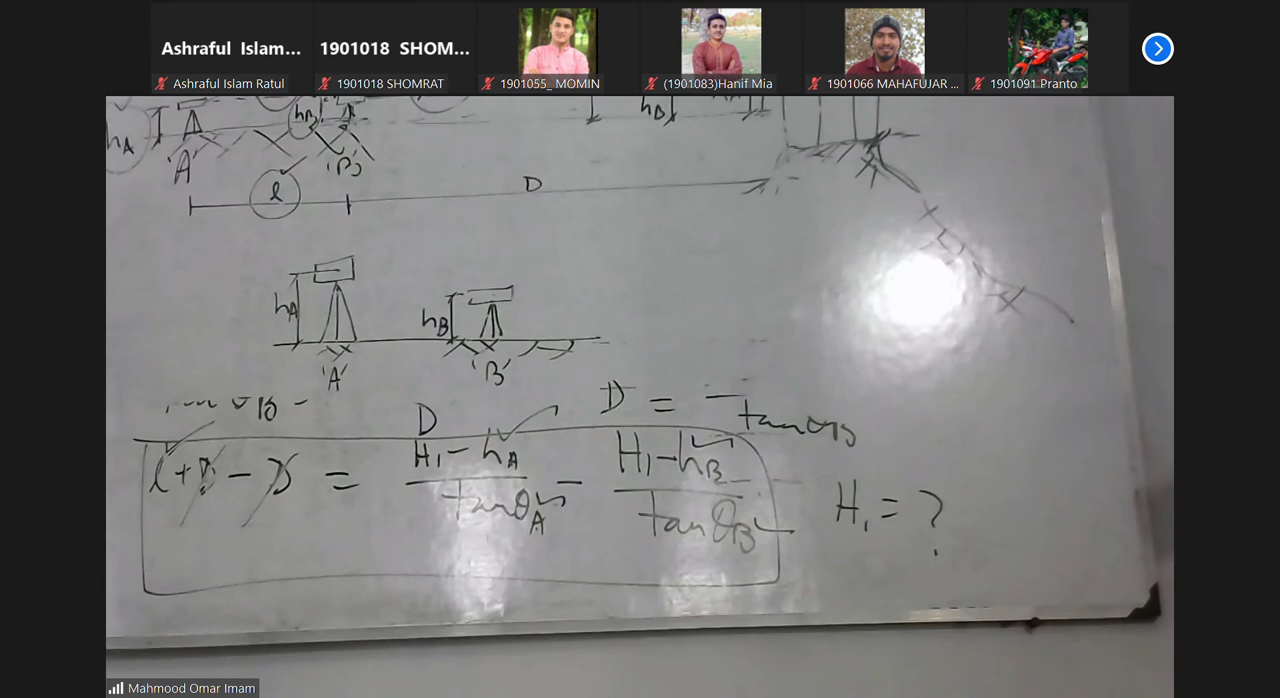 Ashraful Islam...
1901018 SHOM...
Ashraful Islam Ratul
1901018 SHOMRAT
1901055_ MOMIN
(1901083)Hanif Mia
1901066 MAHAFUJAR ...
1901091 Pranto
hA
hB
hB
'A'
'B'
l
D
hA
hB
'A'
'B'
D
D = tanθB
l + D - D = H₁ - hA / tanθA - H₁ - hB / tanθB
H₁ = ?
Mahmood Omar Imam